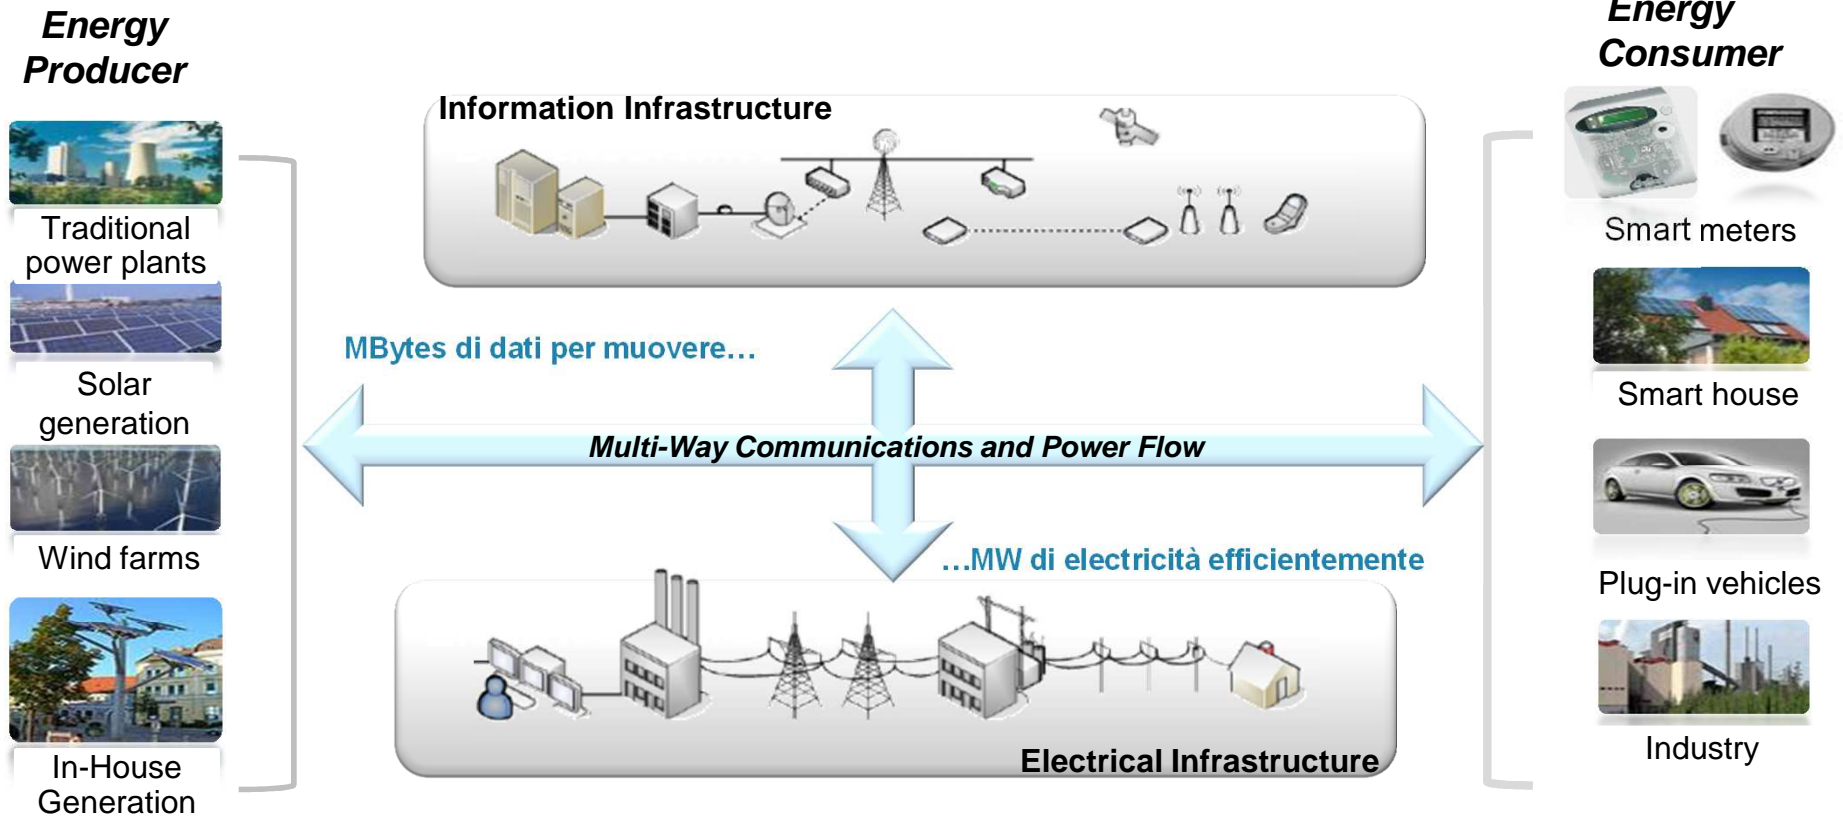 Energy
Producer
Traditional
power plants
Solar
generation
Wind farms
In-House
Generation
Information Infrastructure
MBytes di dati per muovere…
Multi-Way Communications and Power Flow
…MW di electricità efficientemente
Electrical Infrastructure
Energy
Consumer
Smart meters
Smart house
Plug-in vehicles
Industry